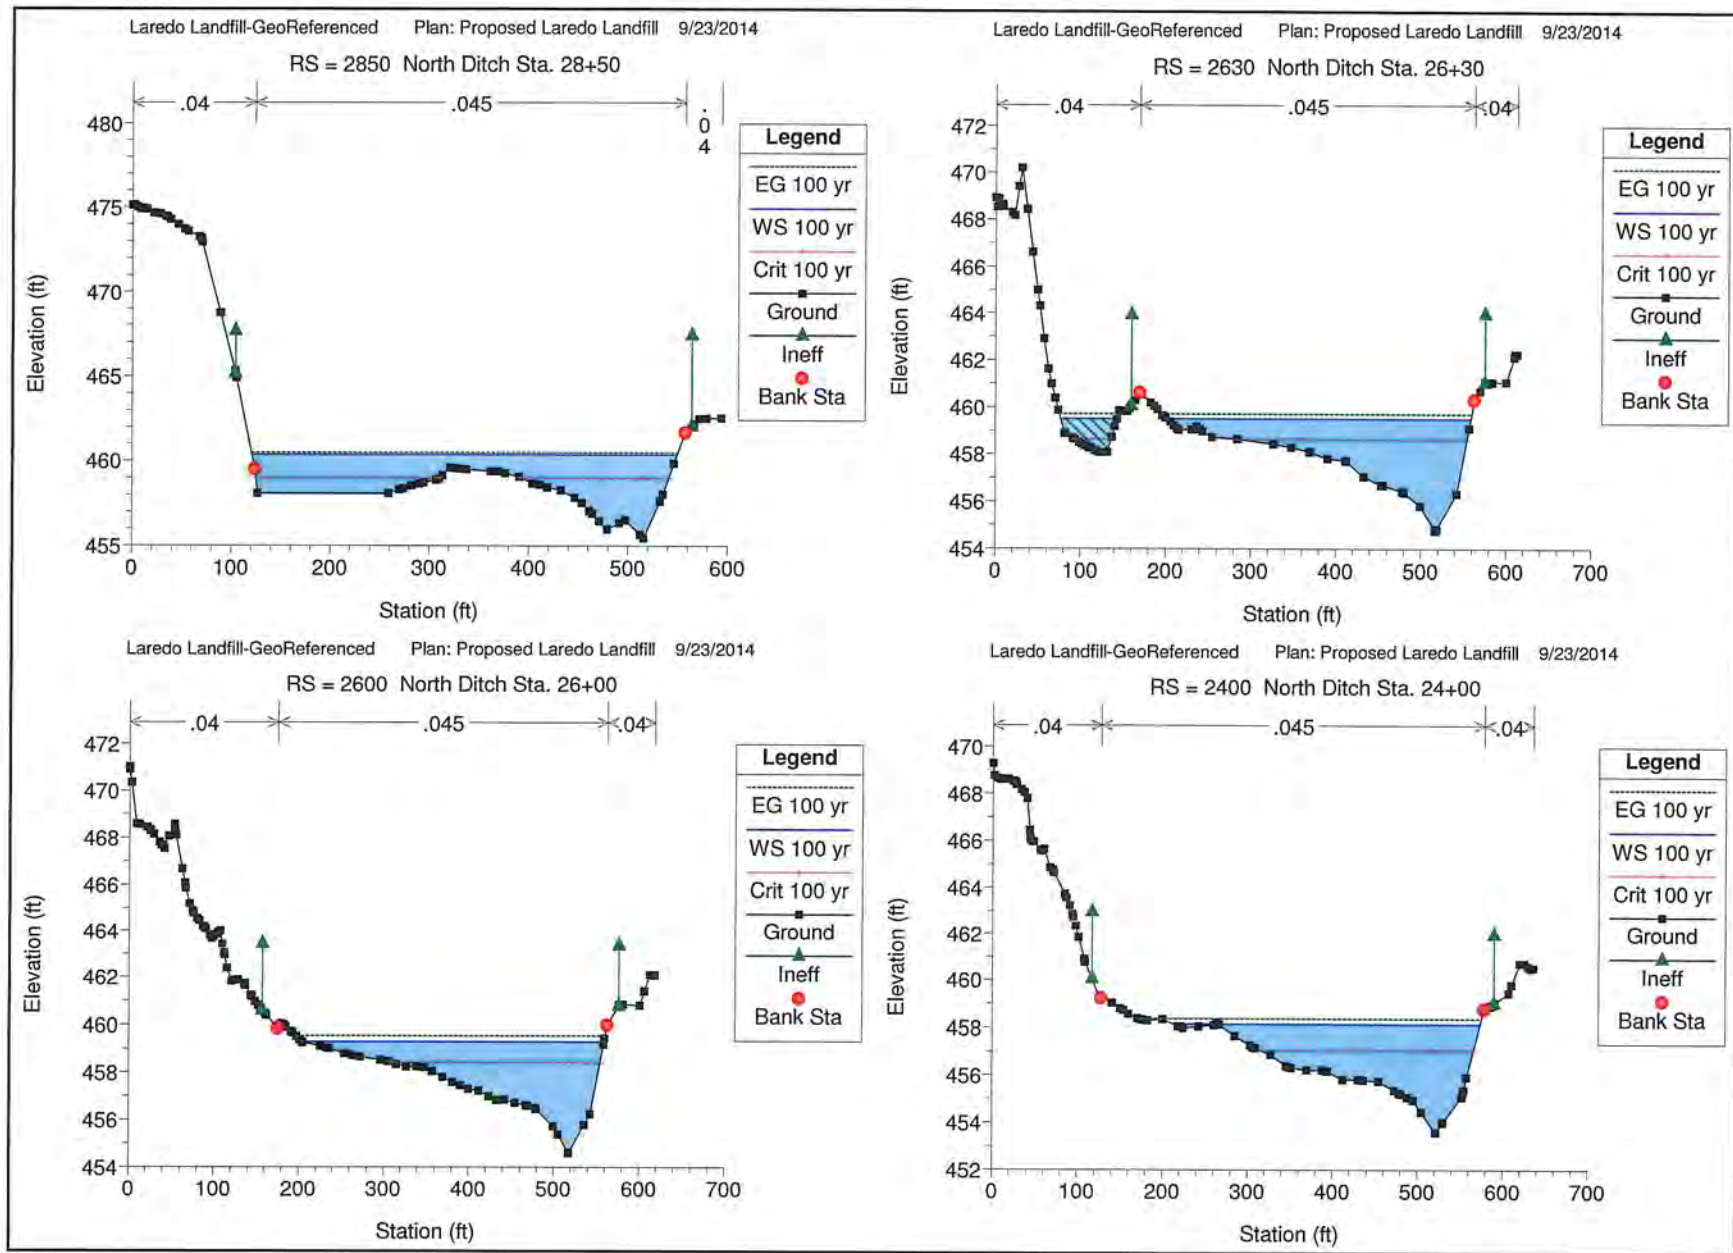 Laredo Landfill-GeoReferenced Plan: Proposed Laredo Landfill 9/23/2014
RS = 2850 North Ditch Sta. 28+50
.04 .045 .04
Elevation (ft)
480
475
470
465
460
455
0 100 200 300 400 500 600
Station (ft)
Legend
EG 100 yr
WS 100 yr
Crit 100 yr
Ground
Ineff
Bank Sta
Laredo Landfill-GeoReferenced Plan: Proposed Laredo Landfill 9/23/2014
RS = 2630 North Ditch Sta. 26+30
.04 .045 .04
Elevation (ft)
472
470
468
466
464
462
460
458
456
454
0 100 200 300 400 500 600 700
Station (ft)
Legend
EG 100 yr
WS 100 yr
Crit 100 yr
Ground
Ineff
Bank Sta
Laredo Landfill-GeoReferenced Plan: Proposed Laredo Landfill 9/23/2014
RS = 2600 North Ditch Sta. 26+00
.04 .045 .04
Elevation (ft)
472
470
468
466
464
462
460
458
456
454
0 100 200 300 400 500 600 700
Station (ft)
Legend
EG 100 yr
WS 100 yr
Crit 100 yr
Ground
Ineff
Bank Sta
Laredo Landfill-GeoReferenced Plan: Proposed Laredo Landfill 9/23/2014
RS = 2400 North Ditch Sta. 24+00
.04 .045 .04
Elevation (ft)
470
468
466
464
462
460
458
456
454
452
0 100 200 300 400 500 600 700
Station (ft)
Legend
EG 100 yr
WS 100 yr
Crit 100 yr
Ground
Ineff
Bank Sta